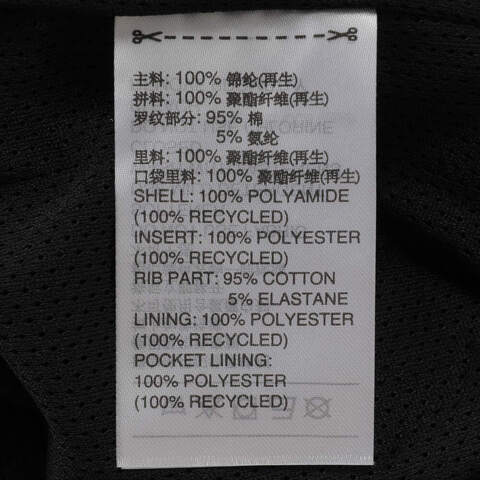 主料: 100% 锦纶(再生)
拼料: 100% 聚酯纤维(再生)
罗纹部分: 95% 棉
5% 氨纶
里料: 100% 聚酯纤维(再生)
口袋里料: 100% 聚酯纤维(再生)
SHELL: 100% POLYAMIDE
(100% RECYCLED)
INSERT: 100% POLYESTER
(100% RECYCLED)
RIB PART: 95% COTTON
5% ELASTANE
LINING: 100% POLYESTER
(100% RECYCLED)
POCKET LINING:
100% POLYESTER
(100% RECYCLED)